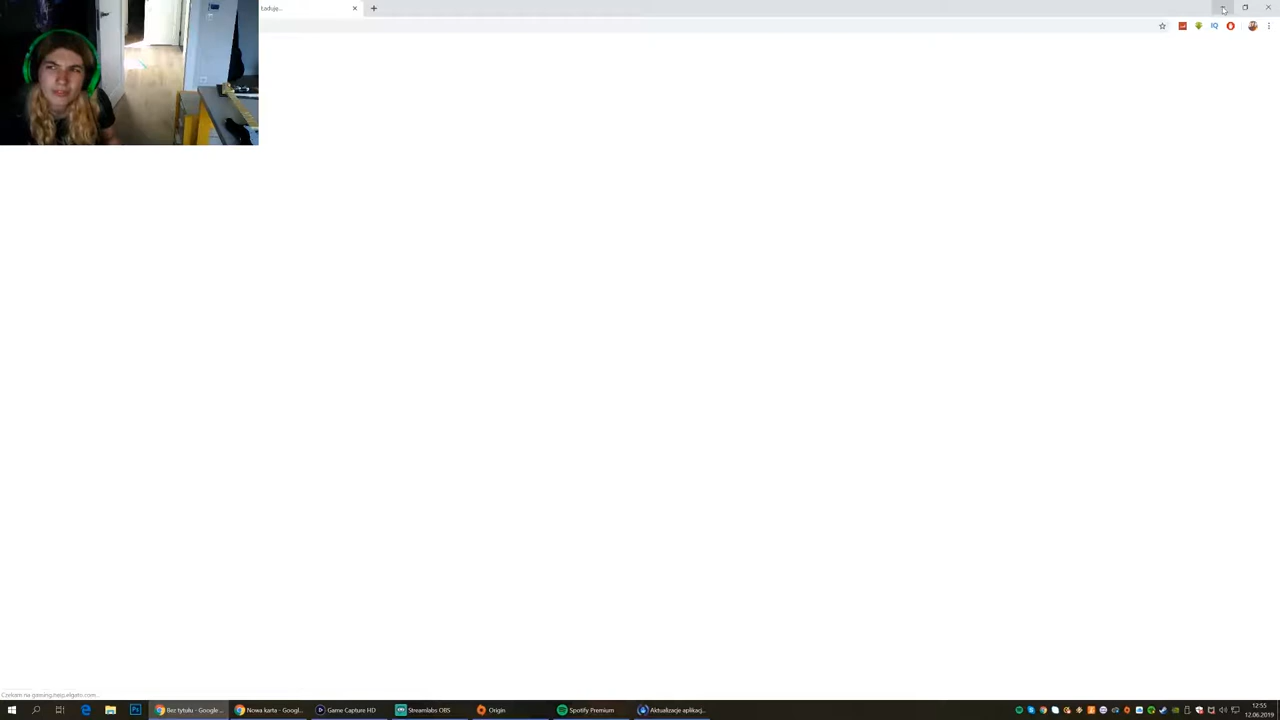 Ładuję...
IQ
Czekam na gaming.help.elgato.com...
Bez tytułu - Google ...
Nowa karta - Googl...
Game Capture HD
Streamlabs OBS
Origin
Spotify Premium
Aktualizacje aplikacj...
12:55
12.06.2019